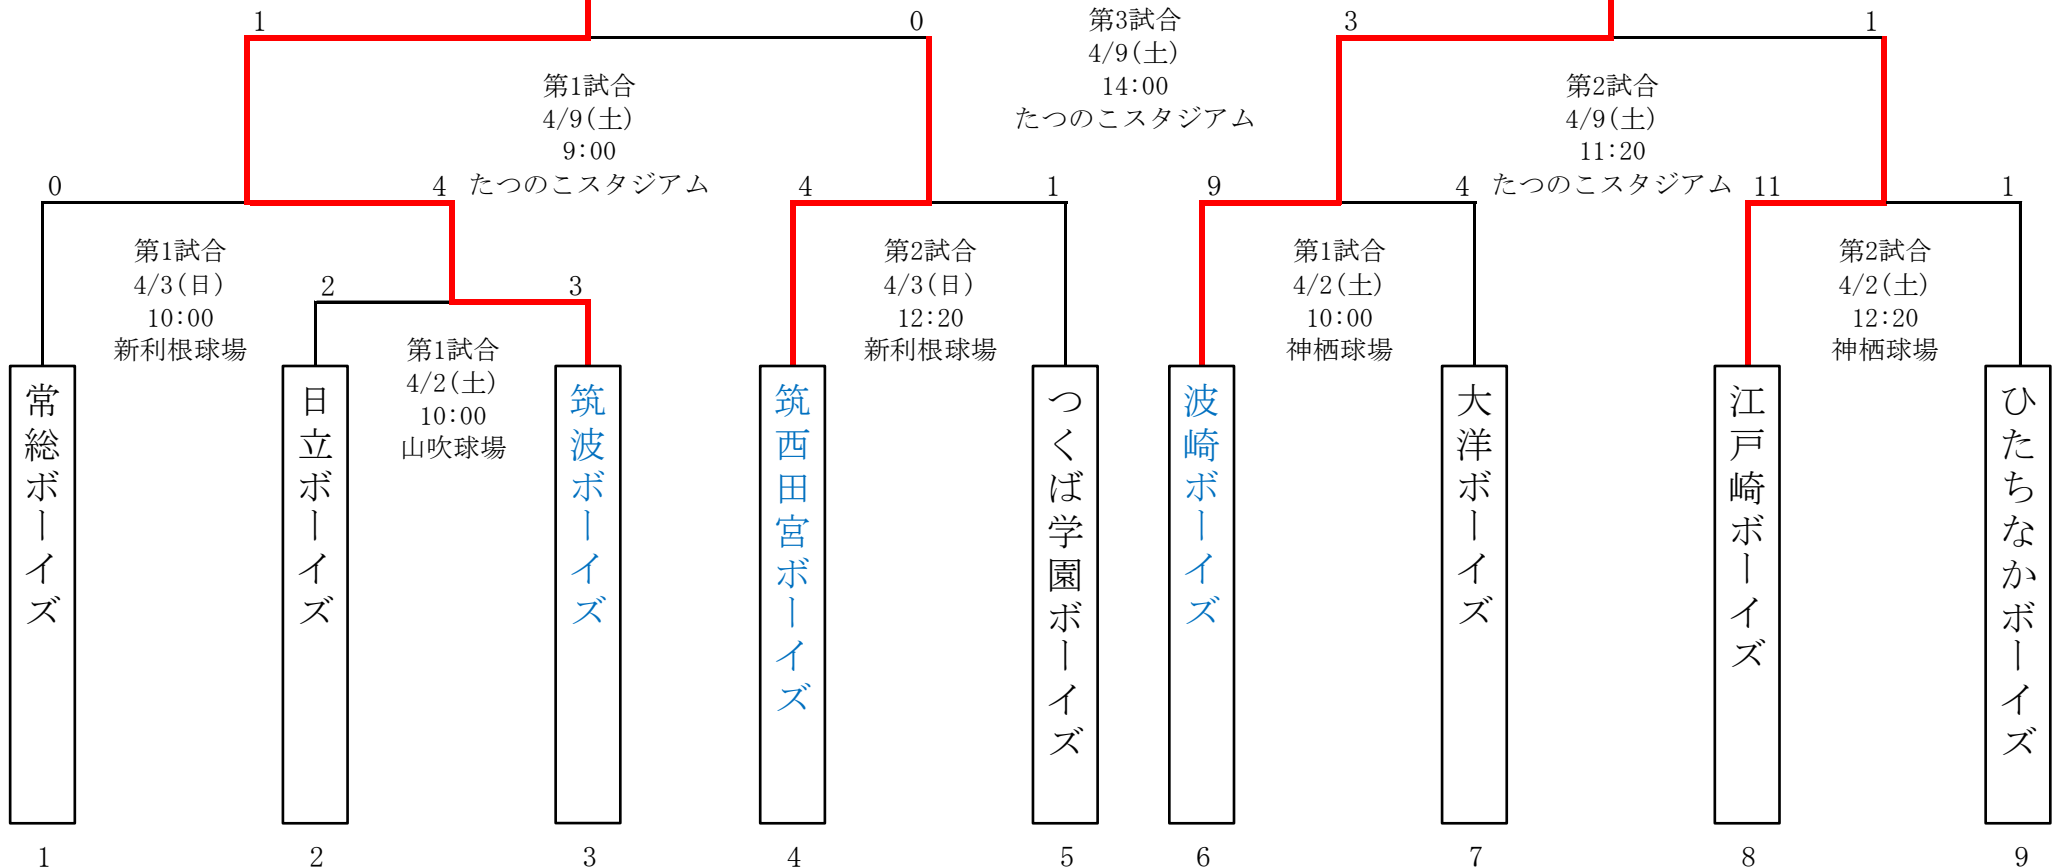 1
0
第3試合
4/9(土)
14:00
たつのこスタジアム
3
1
第1試合
4/9(土)
9:00
たつのこスタジアム
第2試合
4/9(土)
11:20
たつのこスタジアム
0
4
4
1
9
4
11
1
第1試合
4/3(日)
10:00
新利根球場
2
3
第1試合
4/2(土)
10:00
山吹球場
第2試合
4/3(日)
12:20
新利根球場
第1試合
4/2(土)
10:00
神栖球場
第2試合
4/2(土)
12:20
神栖球場
常総ボーイズ
日立ボーイズ
筑波ボーイズ
筑西田宮ボーイズ
つくば学園ボーイズ
波崎ボーイズ
大洋ボーイズ
江戸崎ボーイズ
ひたちなかボーイズ
1
2
3
4
5
6
7
8
9